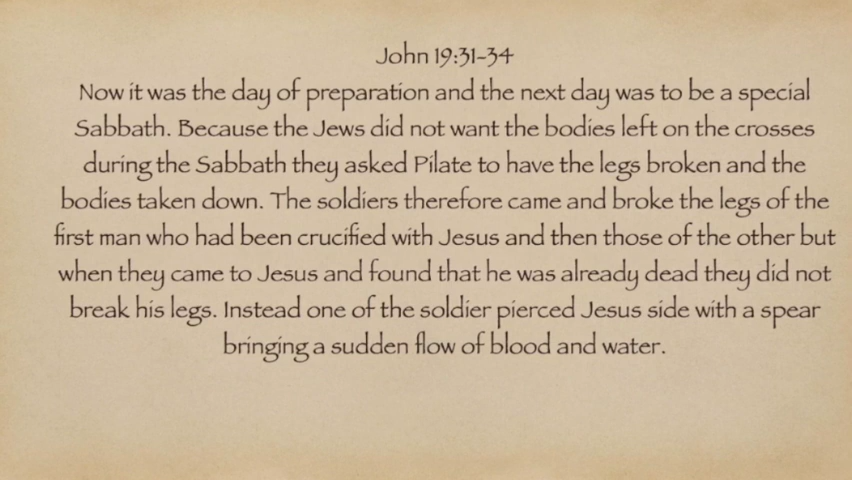 John 19:31-34
Now it was the day of preparation and the next day was to be a special
Sabbath. Because the Jews did not want the bodies left on the crosses
during the Sabbath they asked Pilate to have the legs broken and the
bodies taken down. The soldiers therefore came and broke the legs of the
first man who had been crucified with Jesus and then those of the other but
when they came to Jesus and found that he was already dead they did not
break his legs. Instead one of the soldier pierced Jesus side with a spear
bringing a sudden flow of blood and water.